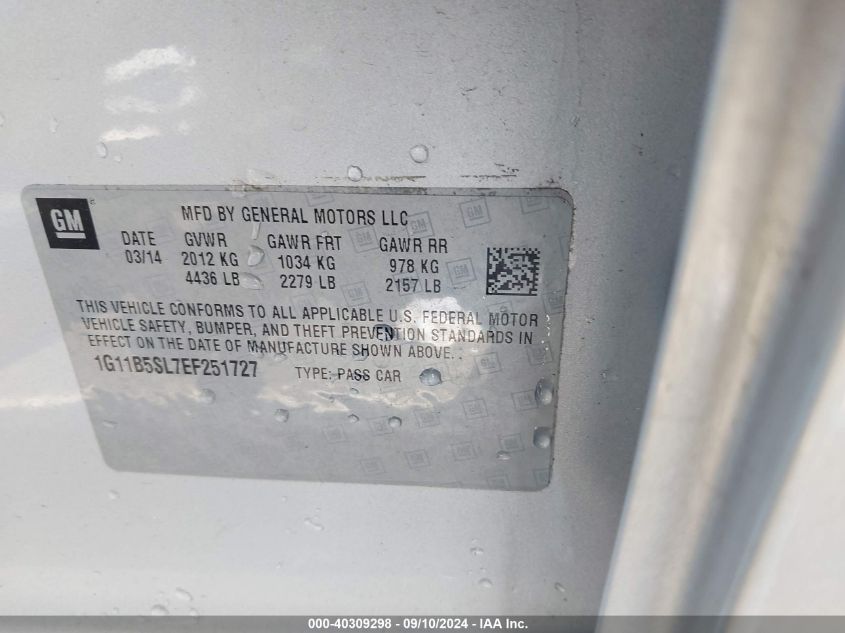 GM
MFD BY GENERAL MOTORS LLC
DATE GVWR GAWR FRT GAWR RR
03/14 2012 KG 1034 KG 978 KG
4436 LB 2279 LB 2157 LB
THIS VEHICLE CONFORMS TO ALL APPLICABLE U.S. FEDERAL MOTOR
VEHICLE SAFETY, BUMPER, AND THEFT PREVENTION STANDARDS IN
EFFECT ON THE DATE OF MANUFACTURE SHOWN ABOVE.
1G11B5SL7EF251727 TYPE: PASS CAR
000-40309298 - 09/10/2024 - IAA Inc.